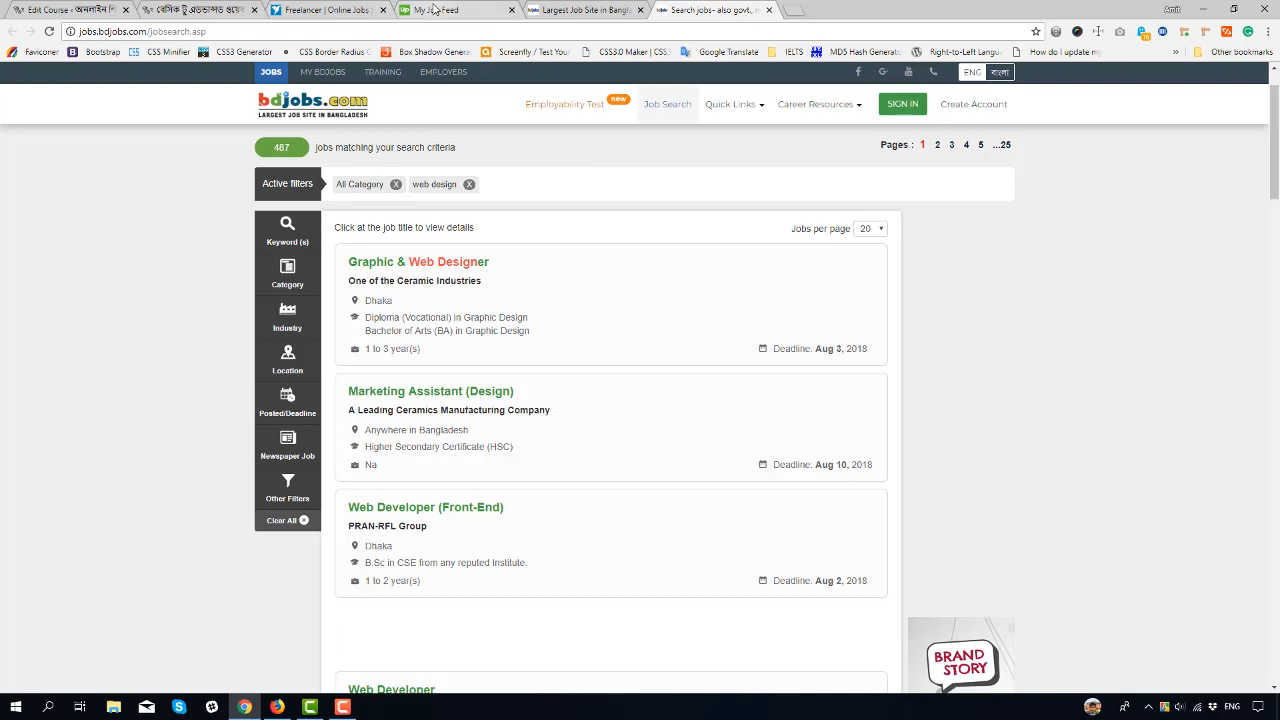 Edit Course ‹ অনলাইন লি
বেসিক টু এডভান্সড ওয়েব
Freelancer | Online Jobs |
My Job Feed
Largest Job Site in Bangla
Search jobs- also govt, n
Amit
jobs.bdjobs.com/jobsearch.asp
Faviconer
Bootstrap
CSS Minifier
CSS3 Generator
CSS Border Radius G
Box Shadow Genera
Screenfly / Test You
CSS3.0 Maker | CSS3
Google Translate
IELTS
MD5 Hash Generato
Right-to-Left Langu
How do I update my
»
Other bookmarks
JOBS
MY BDJOBS
TRAINING
EMPLOYERS
ENG
বাংলা
bdjobs.com
LARGEST JOB SITE IN BANGLADESH
Employability Test new
Job Search
Quick Links
Career Resources
SIGN IN
Create Account
487 jobs matching your search criteria
Pages : 1 2 3 4 5 ...25
Active filters
All Category X
web design X
Keyword (s)
Category
Industry
Location
Posted/Deadline
Newspaper Job
Other Filters
Clear All
Click at the job title to view details
Jobs per page 20
Graphic & Web Designer
One of the Ceramic Industries
Dhaka
Diploma (Vocational) in Graphic Design
Bachelor of Arts (BA) in Graphic Design
1 to 3 year(s)
Deadline: Aug 3, 2018
Marketing Assistant (Design)
A Leading Ceramics Manufacturing Company
Anywhere in Bangladesh
Higher Secondary Certificate (HSC)
Na
Deadline: Aug 10, 2018
Web Developer (Front-End)
PRAN-RFL Group
Dhaka
B.Sc in CSE from any reputed Institute.
1 to 2 year(s)
Deadline: Aug 2, 2018
Web Developer
BRAND
STORY
ENG